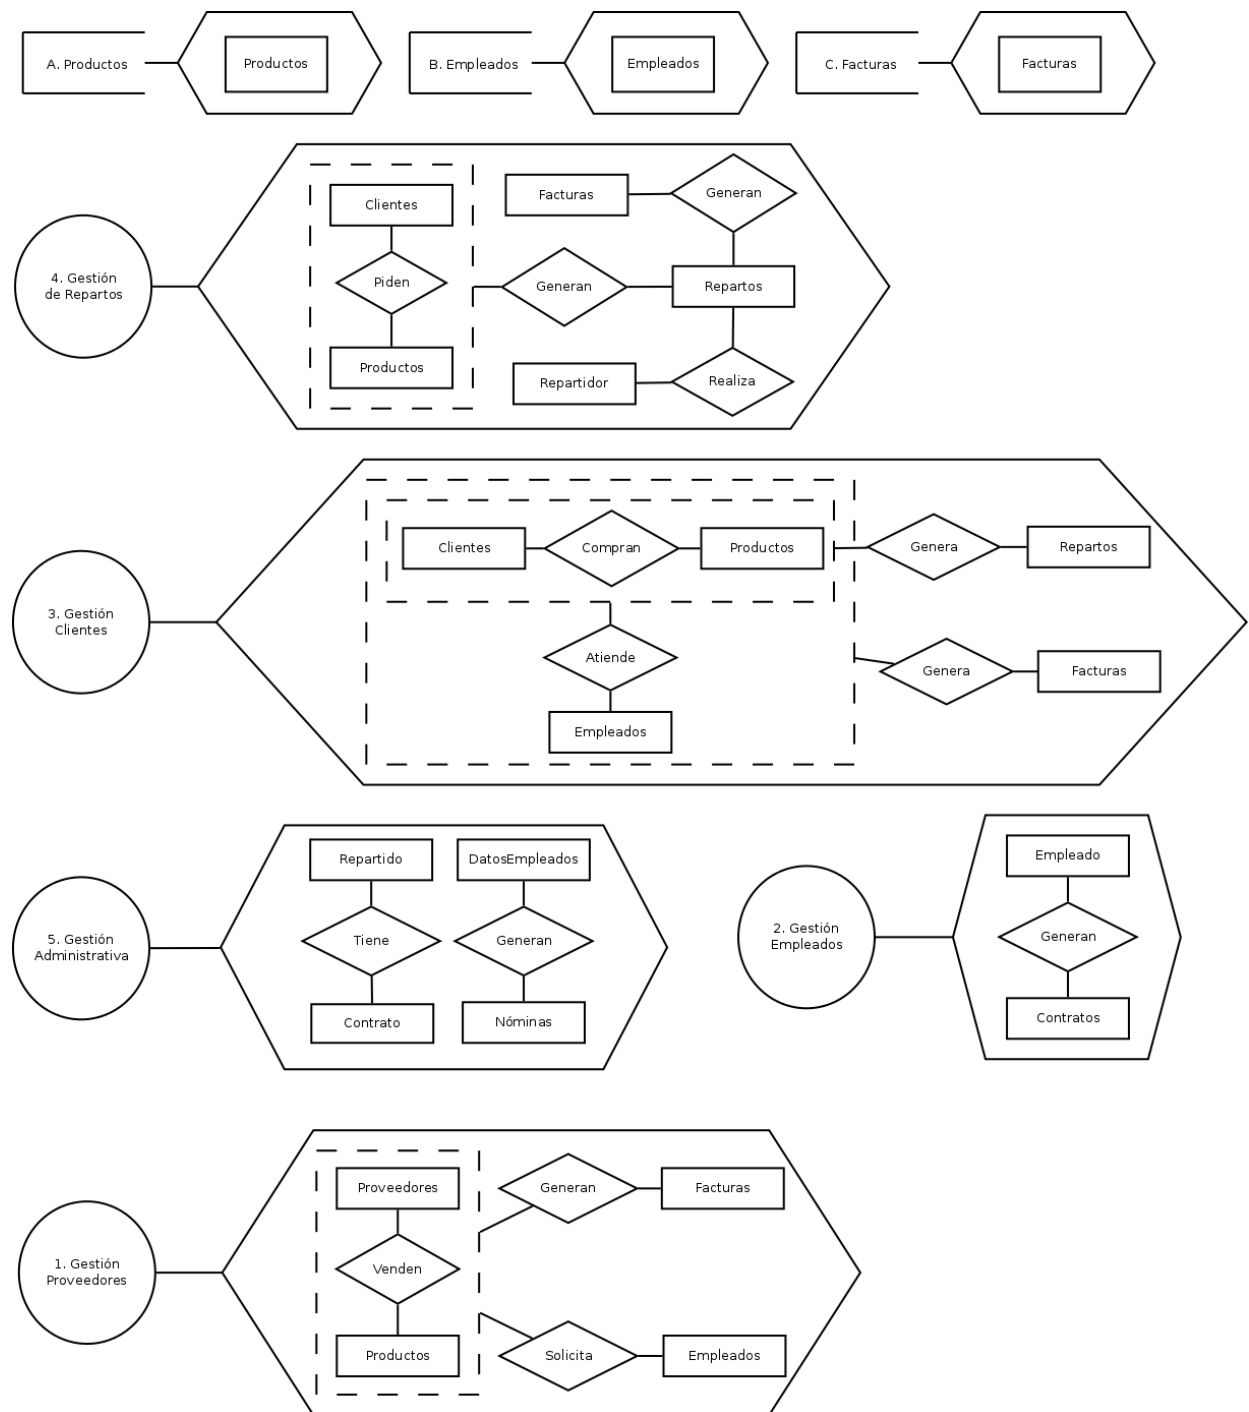 A. Productos
Productos
B. Empleados
Empleados
C. Facturas
Facturas
4. Gestión
de Repartos
Clientes
Piden
Productos
Facturas
Generan
Generan
Repartos
Repartidor
Realiza
3. Gestión
Clientes
Clientes
Compran
Productos
Genera
Repartos
Atiende
Empleados
Genera
Facturas
5. Gestión
Administrativa
Repartido
Tiene
Contrato
DatosEmpleados
Generan
Nóminas
2. Gestión
Empleados
Empleado
Generan
Contratos
1. Gestión
Proveedores
Proveedores
Venden
Productos
Generan
Facturas
Solicita
Empleados